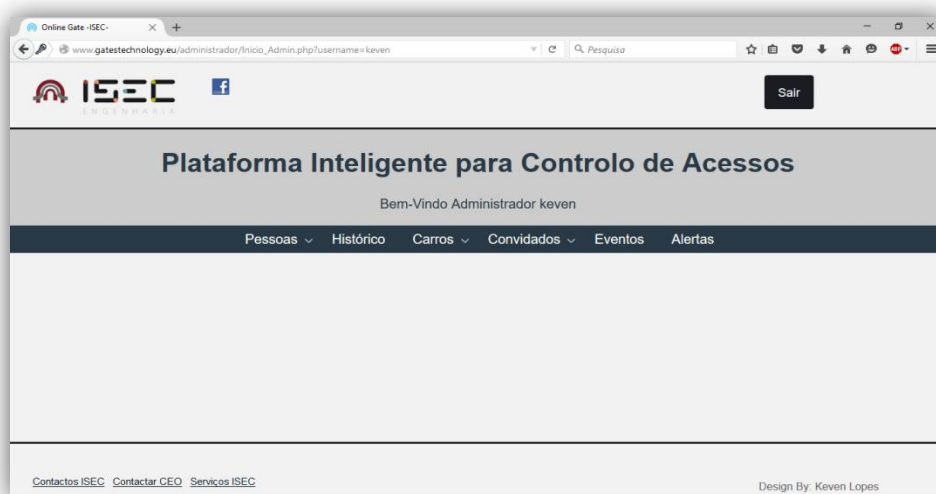 Online Gate -ISEC-
www.gatestechnology.eu/administrador/Inicio_Admin.php?username=keven
Pesquisa
ABP
ISEC
ENGENHARIA
f
Sair
Plataforma Inteligente para Controlo de Acessos
Bem-Vindo Administrador keven
Pessoas Histórico Carros Convidados Eventos Alertas
Contactos ISEC Contactar CEO Serviços ISEC
Design By: Keven Lopes